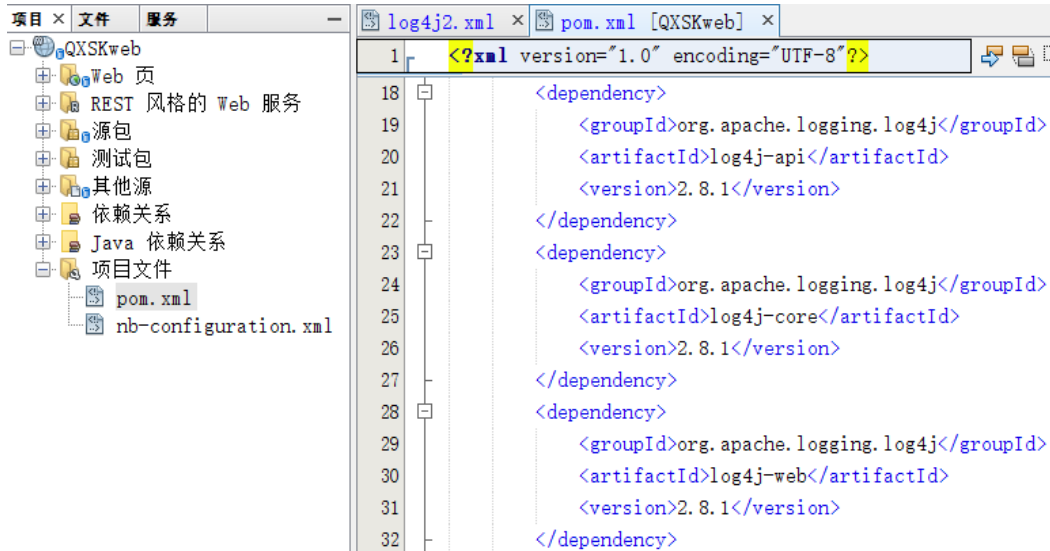 项目 × 文件 服务 —
QXSKweb
Web 页
REST 风格的 Web 服务
源包
测试包
其他源
依赖关系
Java 依赖关系
项目文件
pom.xml
nb-configuration.xml
log4j2.xml × pom.xml [QXSKweb] ×
1 <?xml version="1.0" encoding="UTF-8"?>
18 <dependency>
19 <groupId>org.apache.logging.log4j</groupId>
20 <artifactId>log4j-api</artifactId>
21 <version>2.8.1</version>
22 </dependency>
23 <dependency>
24 <groupId>org.apache.logging.log4j</groupId>
25 <artifactId>log4j-core</artifactId>
26 <version>2.8.1</version>
27 </dependency>
28 <dependency>
29 <groupId>org.apache.logging.log4j</groupId>
30 <artifactId>log4j-web</artifactId>
31 <version>2.8.1</version>
32 </dependency>